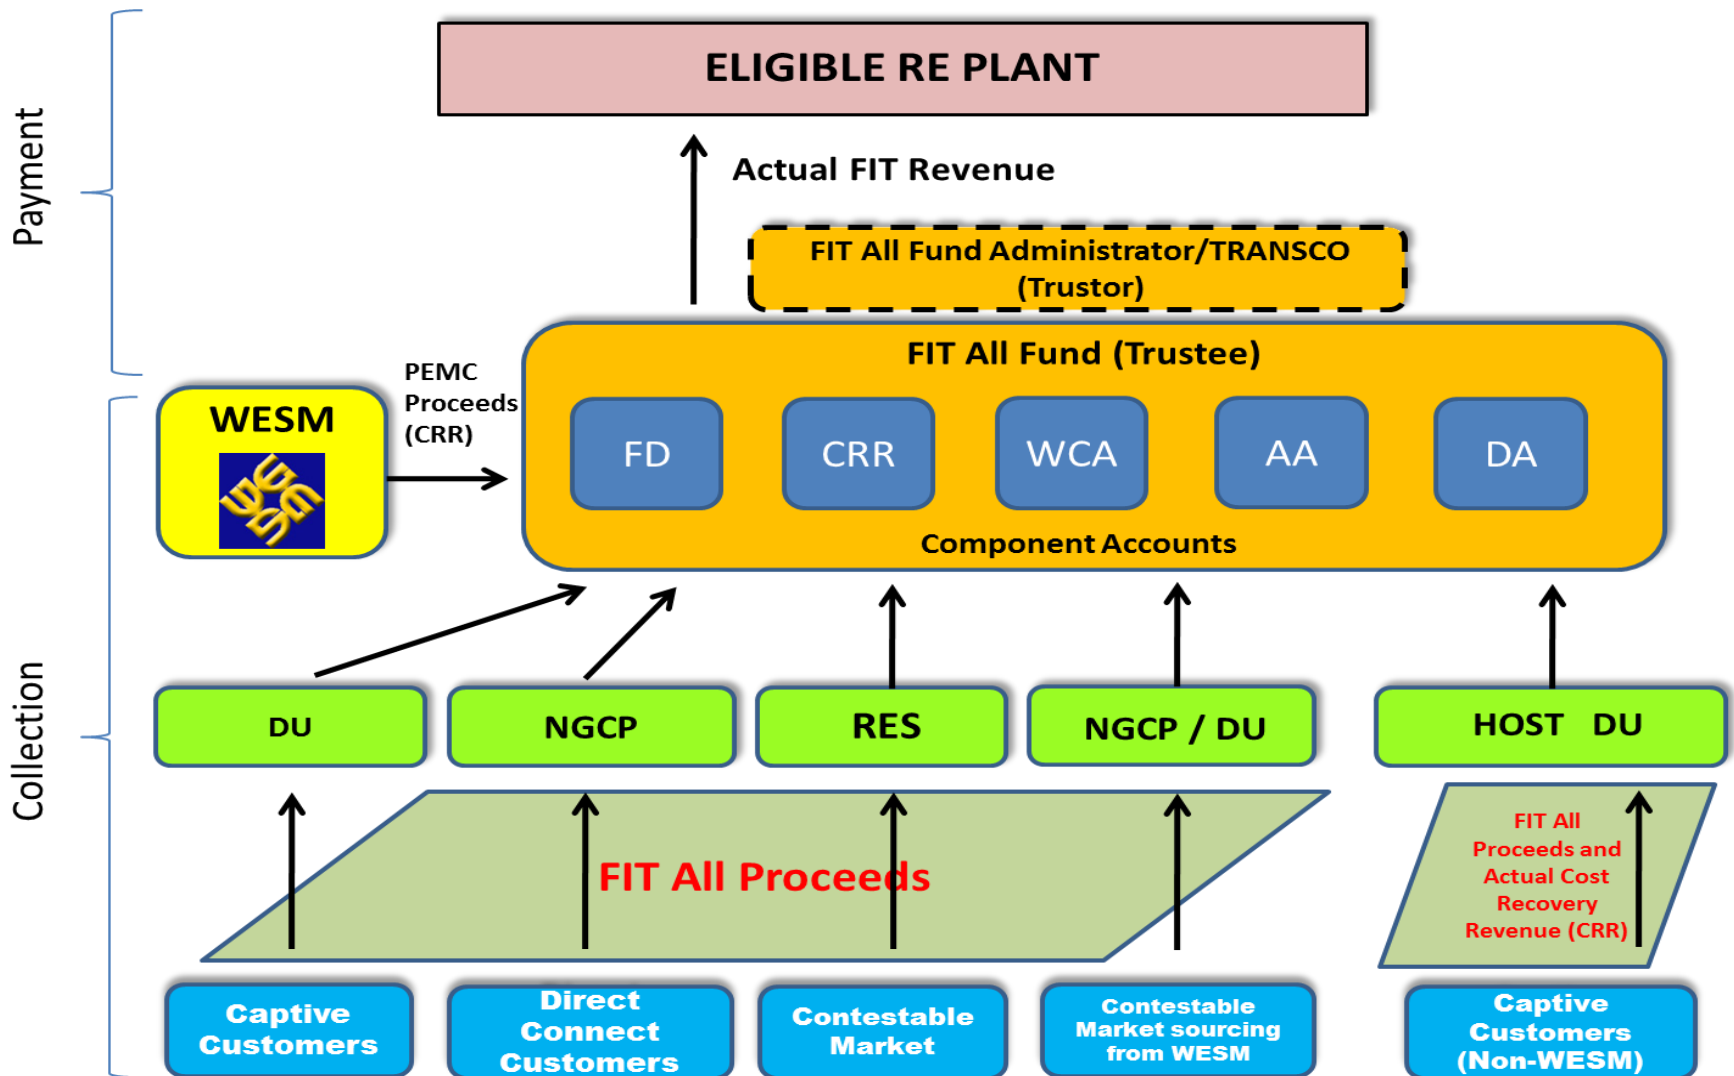 Payment
ELIGIBLE RE PLANT
Actual FIT Revenue
FIT All Fund Administrator/TRANSCO
(Trustor)
FIT All Fund (Trustee)
PEMC
Proceeds
(CRR)
WESM
FD
CRR
WCA
AA
DA
Component Accounts
Collection
DU
NGCP
RES
NGCP / DU
HOST DU
FIT All Proceeds
FIT All
Proceeds and
Actual Cost
Recovery
Revenue (CRR)
Captive
Customers
Direct
Connect
Customers
Contestable
Market
Contestable
Market sourcing
from WESM
Captive
Customers
(Non-WESM)